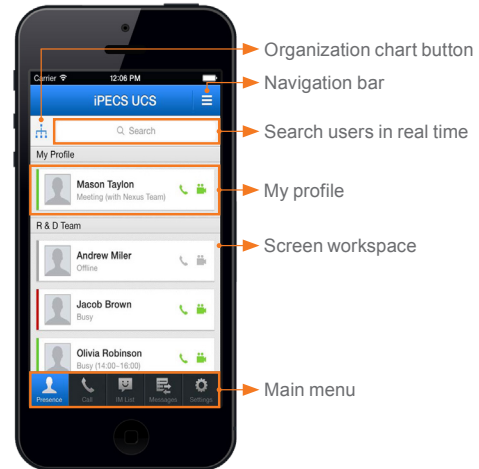 Organization chart button
Carrier 12:06 PM
Navigation bar
iPECS UCS
Search
Search users in real time
My Profile
Mason Taylon
Meeting (with Nexus Team)
My profile
R & D Team
Andrew Miler
Offline
Screen workspace
Jacob Brown
Busy
Olivia Robinson
Busy (14:00~16:00)
Presence Call IM List Messages Settings
Main menu